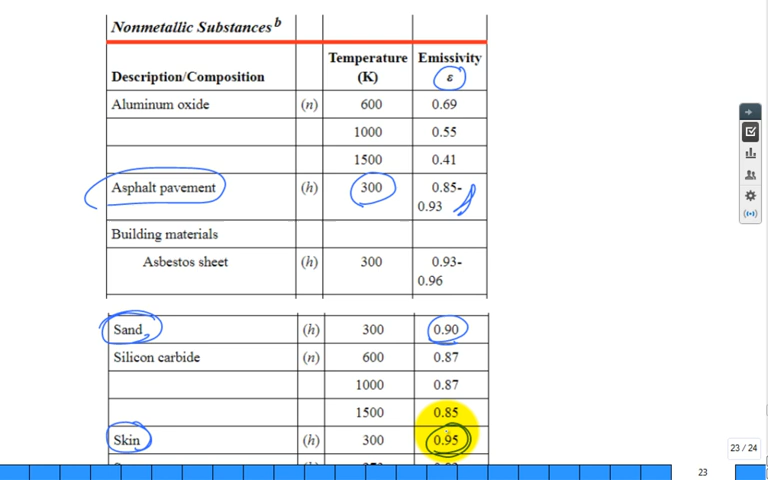 Nonmetallic Substances b
Temperature Emissivity
Description/Composition (K) ε
Aluminum oxide (n) 600 0.69
1000 0.55
1500 0.41
Asphalt pavement (h) 300 0.85-
0.93
Building materials
Asbestos sheet (h) 300 0.93-
0.96
Sand (h) 300 0.90
Silicon carbide (n) 600 0.87
1000 0.87
1500 0.85
Skin (h) 300 0.95
23 / 24
23